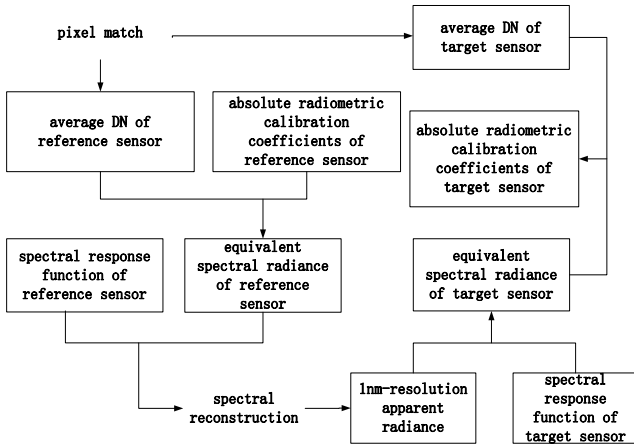 pixel match
average DN of
target sensor
average DN of
reference sensor
absolute radiometric
calibration
coefficients of
reference sensor
absolute radiometric
calibration
coefficients of
target sensor
spectral response
function of
reference sensor
equivalent
spectral radiance
of reference
sensor
equivalent
spectral radiance
of target sensor
spectral
reconstruction
1nm-resolution
apparent
radiance
spectral
response
function of
target sensor